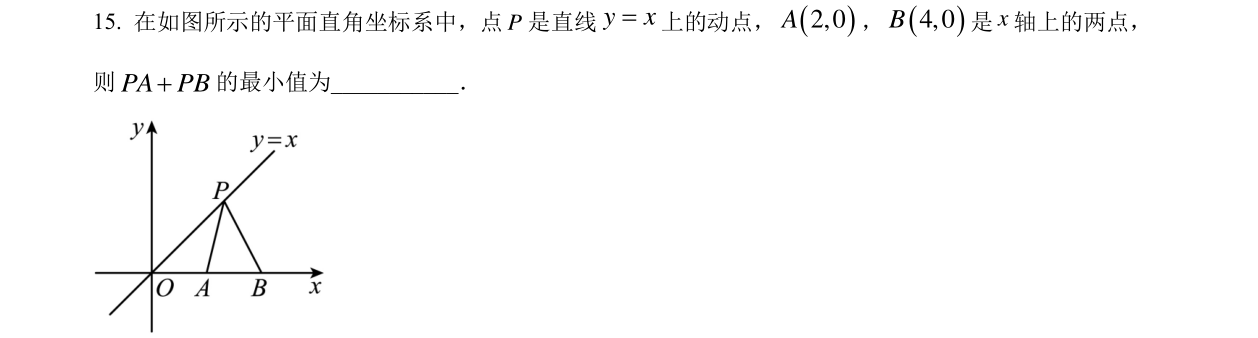 15. 在如图所示的平面直角坐标系中，点 P 是直线 y = x 上的动点， A(2,0)， B(4,0) 是 x 轴上的两点，
则 PA + PB 的最小值为___________.
y
y=x
P
O A B x